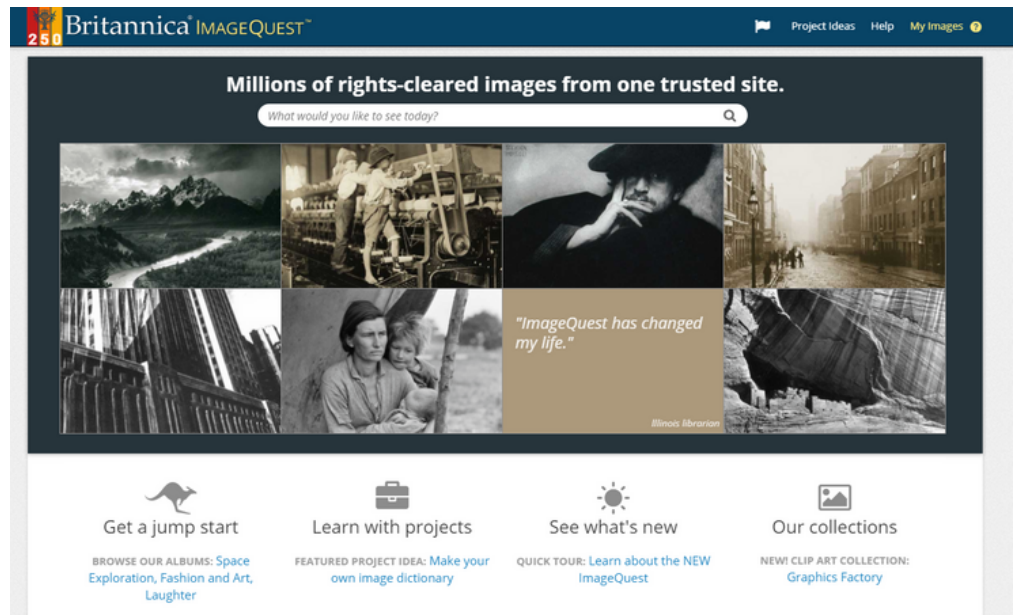 250 Britannica® IMAGEQUEST™
Project Ideas Help My Images ?
Millions of rights-cleared images from one trusted site.
What would you like to see today?
"ImageQuest has changed
my life."
Illinois librarian
Get a jump start
BROWSE OUR ALBUMS: Space
Exploration, Fashion and Art,
Laughter
Learn with projects
FEATURED PROJECT IDEA: Make your
own image dictionary
See what's new
QUICK TOUR: Learn about the NEW
ImageQuest
Our collections
NEW! CLIP ART COLLECTION:
Graphics Factory